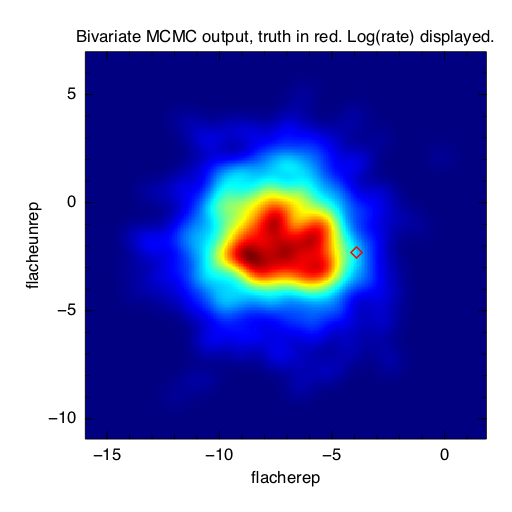 Bivariate MCMC output, truth in red. Log(rate) displayed.
5
0
−5
−10
flacheunrep
−15 −10 −5 0
flacherep